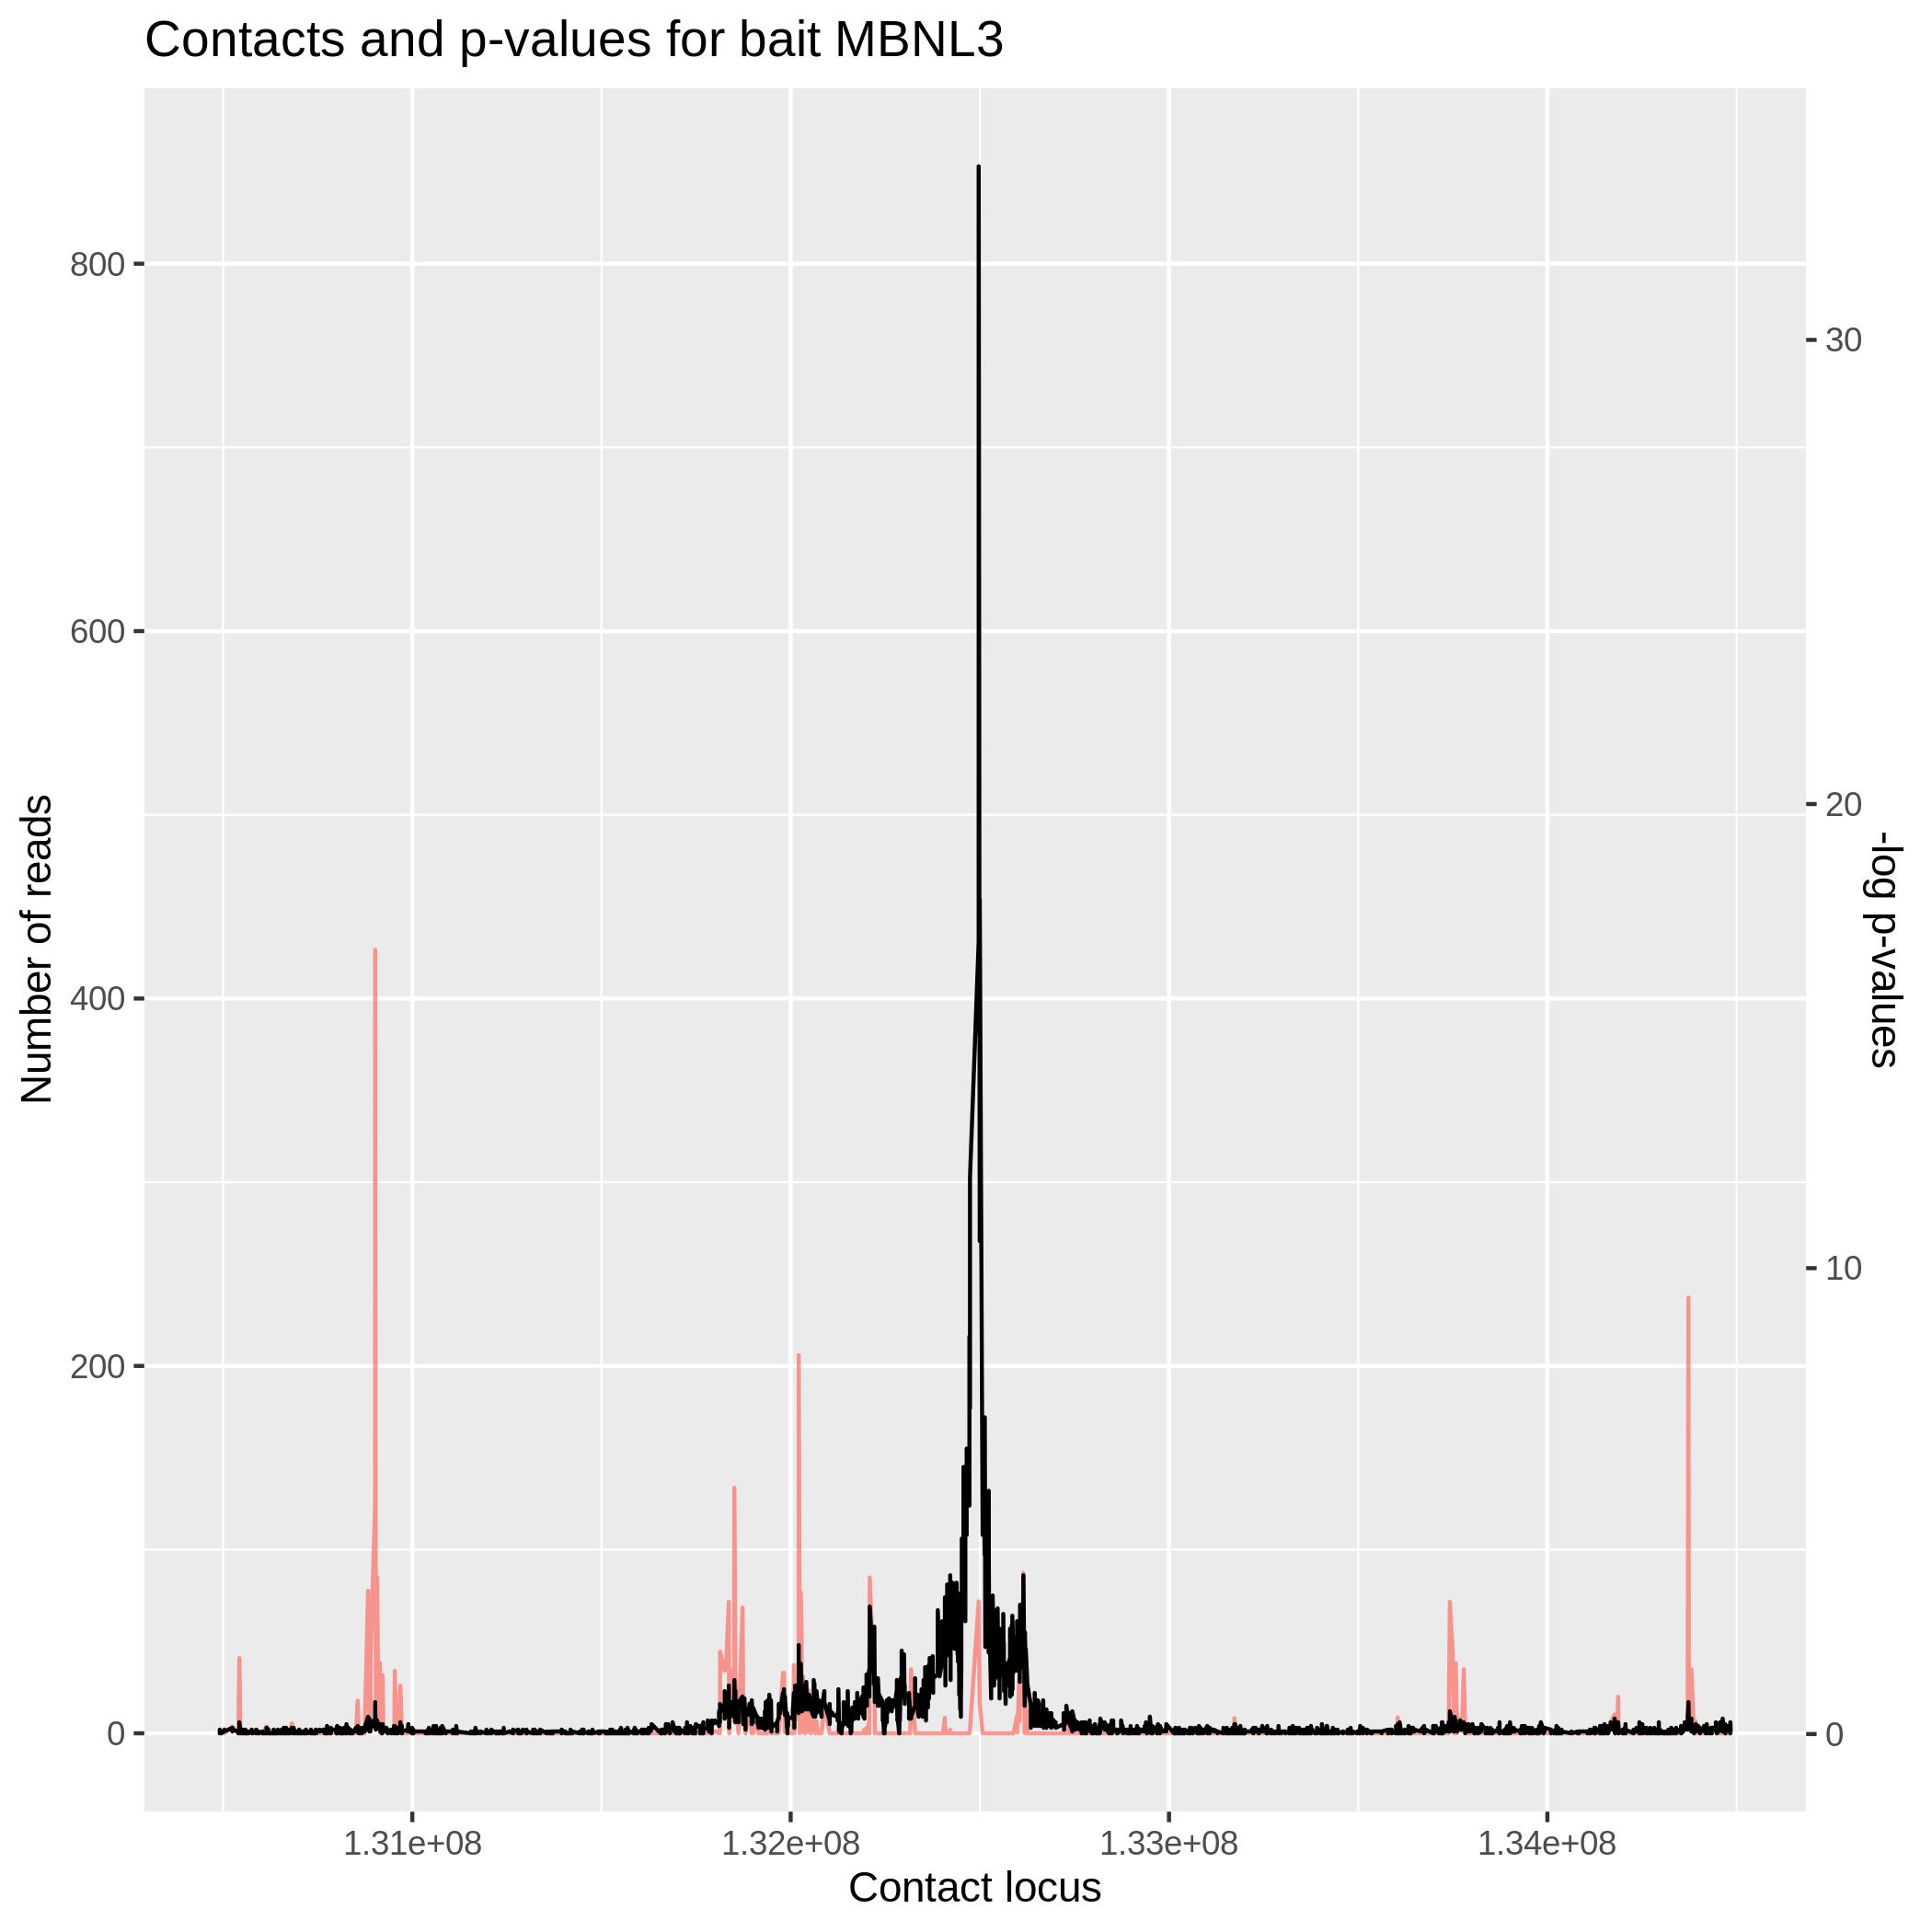 Contacts and p-values for bait MBNL3
Number of reads
800
600
400
200
0
30
20
10
0
-log p-values
1.31e+08
1.32e+08
1.33e+08
1.34e+08
Contact locus